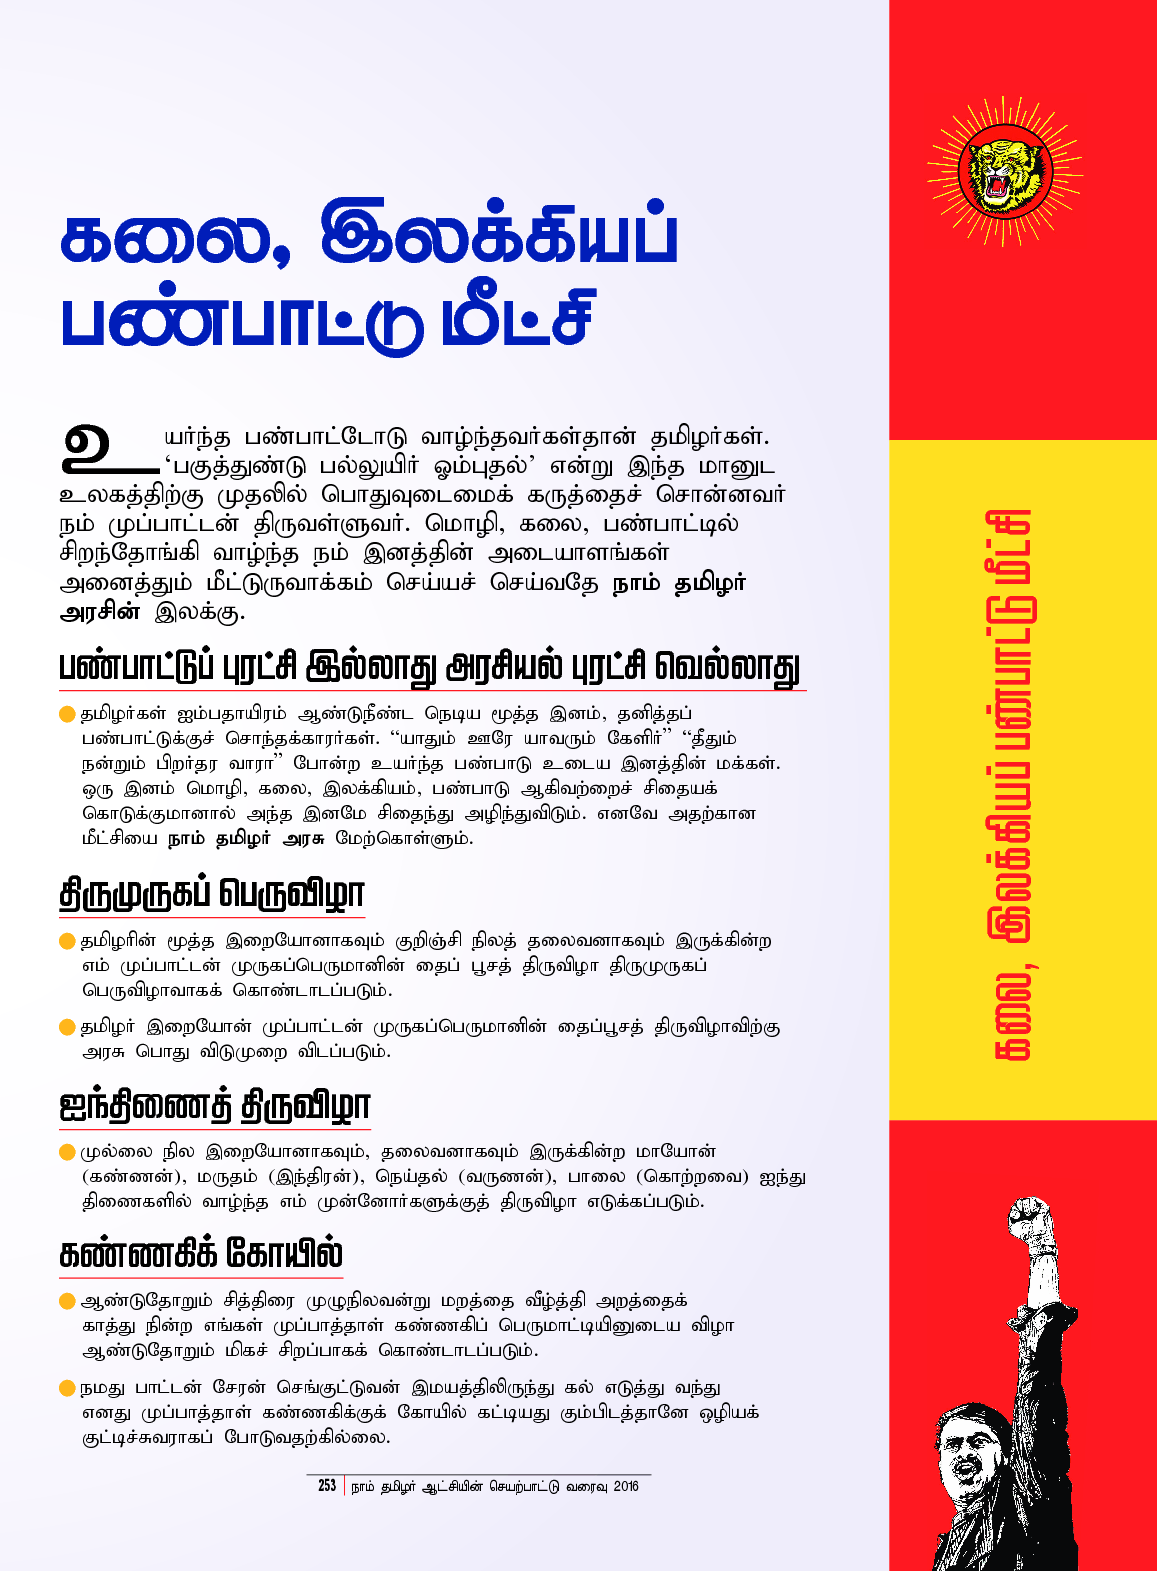 கலை, இலக்கியப்
பண்பாட்டு மீட்சி
உயர்ந்த பண்பாட்டோடு வாழ்ந்தவர்கள்தான் தமிழர்கள்.
‘பகுத்துண்டு பல்லுயிர் ஓம்புதல்’ என்று இந்த மானுட
உலகத்திற்கு முதலில் பொதுவுடைமைக் கருத்தைச் சொன்னவர்
நம் முப்பாட்டன் திருவள்ளுவர். மொழி, கலை, பண்பாட்டில்
சிறந்தோங்கி வாழ்ந்த நம் இனத்தின் அடையாளங்கள்
அனைத்தும் மீட்டுருவாக்கம் செய்யச் செய்வதே நாம் தமிழர்
அரசின் இலக்கு.
பண்பாட்டுப் புரட்சி இல்லாது அரசியல் புரட்சி வெல்லாது
தமிழர்கள் ஐம்பதாயிரம் ஆண்டுநீண்ட நெடிய மூத்த இனம், தனித்தப்
பண்பாட்டுக்குச் சொந்தக்காரர்கள். “யாதும் ஊரே யாவரும் கேளிர்” “தீதும்
நன்றும் பிறர்தர வாரா” போன்ற உயர்ந்த பண்பாடு உடைய இனத்தின் மக்கள்.
ஒரு இனம் மொழி, கலை, இலக்கியம், பண்பாடு ஆகிவற்றைச் சிதையக்
கொடுக்குமானால் அந்த இனமே சிதைந்து அழிந்துவிடும். எனவே அதற்கான
மீட்சியை நாம் தமிழர் அரசு மேற்கொள்ளும்.
திருமுருகப் பெருவிழா
தமிழரின் மூத்த இறையோனாகவும் குறிஞ்சி நிலத் தலைவனாகவும் இருக்கின்ற
எம் முப்பாட்டன் முருகப்பெருமானின் தைப் பூசத் திருவிழா திருமுருகப்
பெருவிழாவாகக் கொண்டாடப்படும்.
தமிழர் இறையோன் முப்பாட்டன் முருகப்பெருமானின் தைப்பூசத் திருவிழாவிற்கு
அரசு பொது விடுமுறை விடப்படும்.
ஐந்திணைத் திருவிழா
முல்லை நில இறையோனாகவும், தலைவனாகவும் இருக்கின்ற மாயோன்
(கண்ணன்), மருதம் (இந்திரன்), நெய்தல் (வருணன்), பாலை (கொற்றவை) ஐந்து
திணைகளில் வாழ்ந்த எம் முன்னோர்களுக்குத் திருவிழா எடுக்கப்படும்.
கண்ணகிக் கோயில்
ஆண்டுதோறும் சித்திரை முழுநிலவன்று மறத்தை வீழ்த்தி அறத்தைக்
காத்து நின்ற எங்கள் முப்பாத்தாள் கண்ணகிப் பெருமாட்டியினுடைய விழா
ஆண்டுதோறும் மிகச் சிறப்பாகக் கொண்டாடப்படும்.
நமது பாட்டன் சேரன் செங்குட்டுவன் இமயத்திலிருந்து கல் எடுத்து வந்து
எனது முப்பாத்தாள் கண்ணகிக்குக் கோயில் கட்டியது கும்பிடத்தானே ஒழியக்
குட்டிச்சுவராகப் போடுவதற்கில்லை.
253 நாம் தமிழர் ஆட்சியின் செயற்பாட்டு வரைவு 2016
கலை, இலக்கியப் பண்பாட்டு மீட்சி